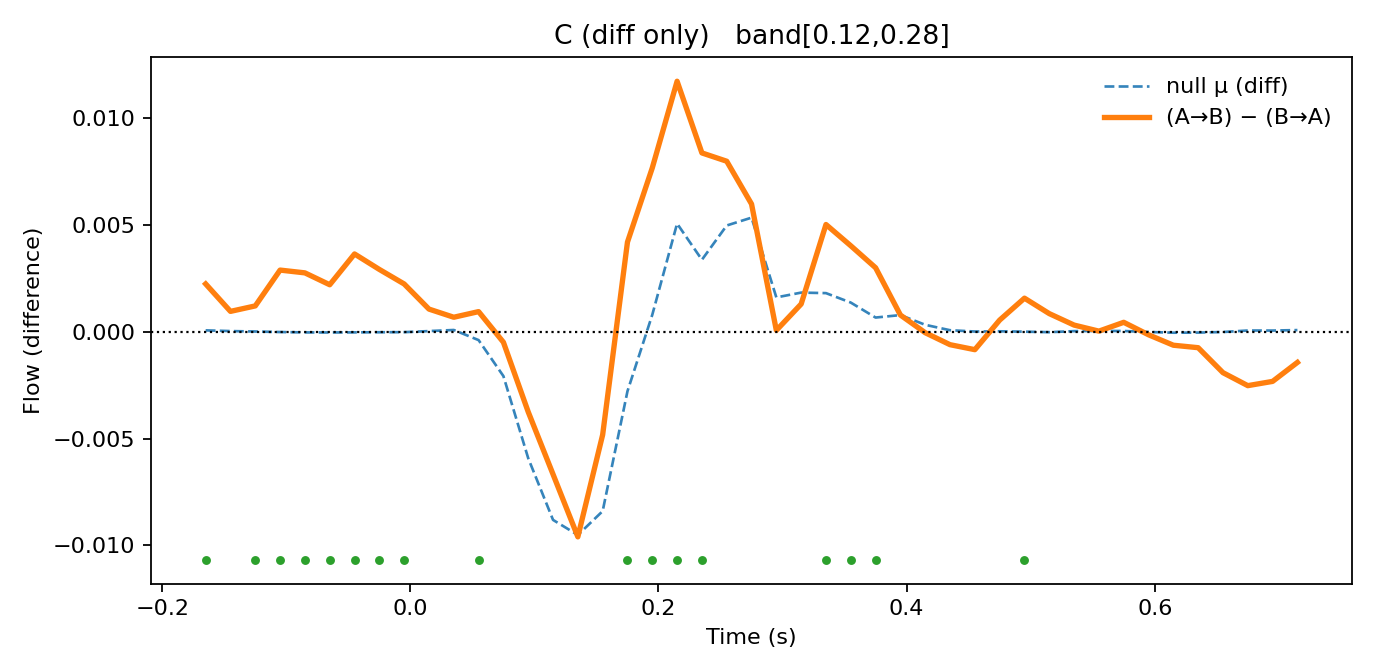 C (diff only)   band[0.12,0.28]
null μ (diff)
(A→B) − (B→A)
Flow (difference)
0.010
0.005
0.000
−0.005
−0.010
−0.2
0.0
0.2
0.4
0.6
Time (s)